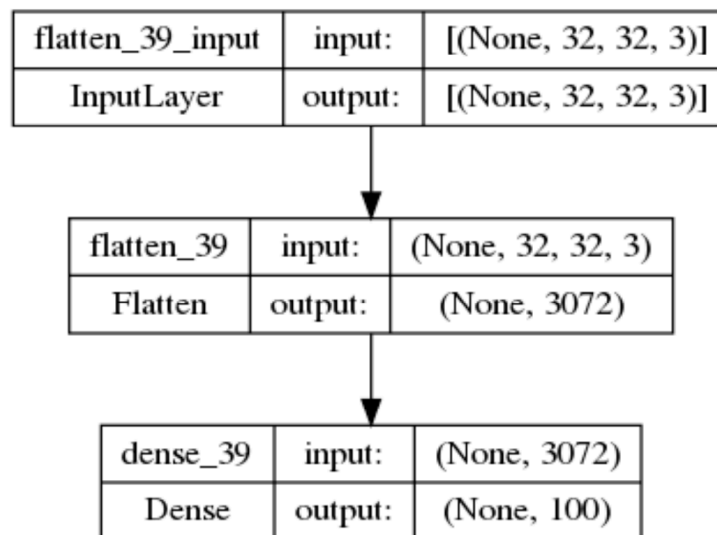 flatten_39_input input: [(None, 32, 32, 3)]
InputLayer output: [(None, 32, 32, 3)]
flatten_39 input: (None, 32, 32, 3)
Flatten output: (None, 3072)
dense_39 input: (None, 3072)
Dense output: (None, 100)